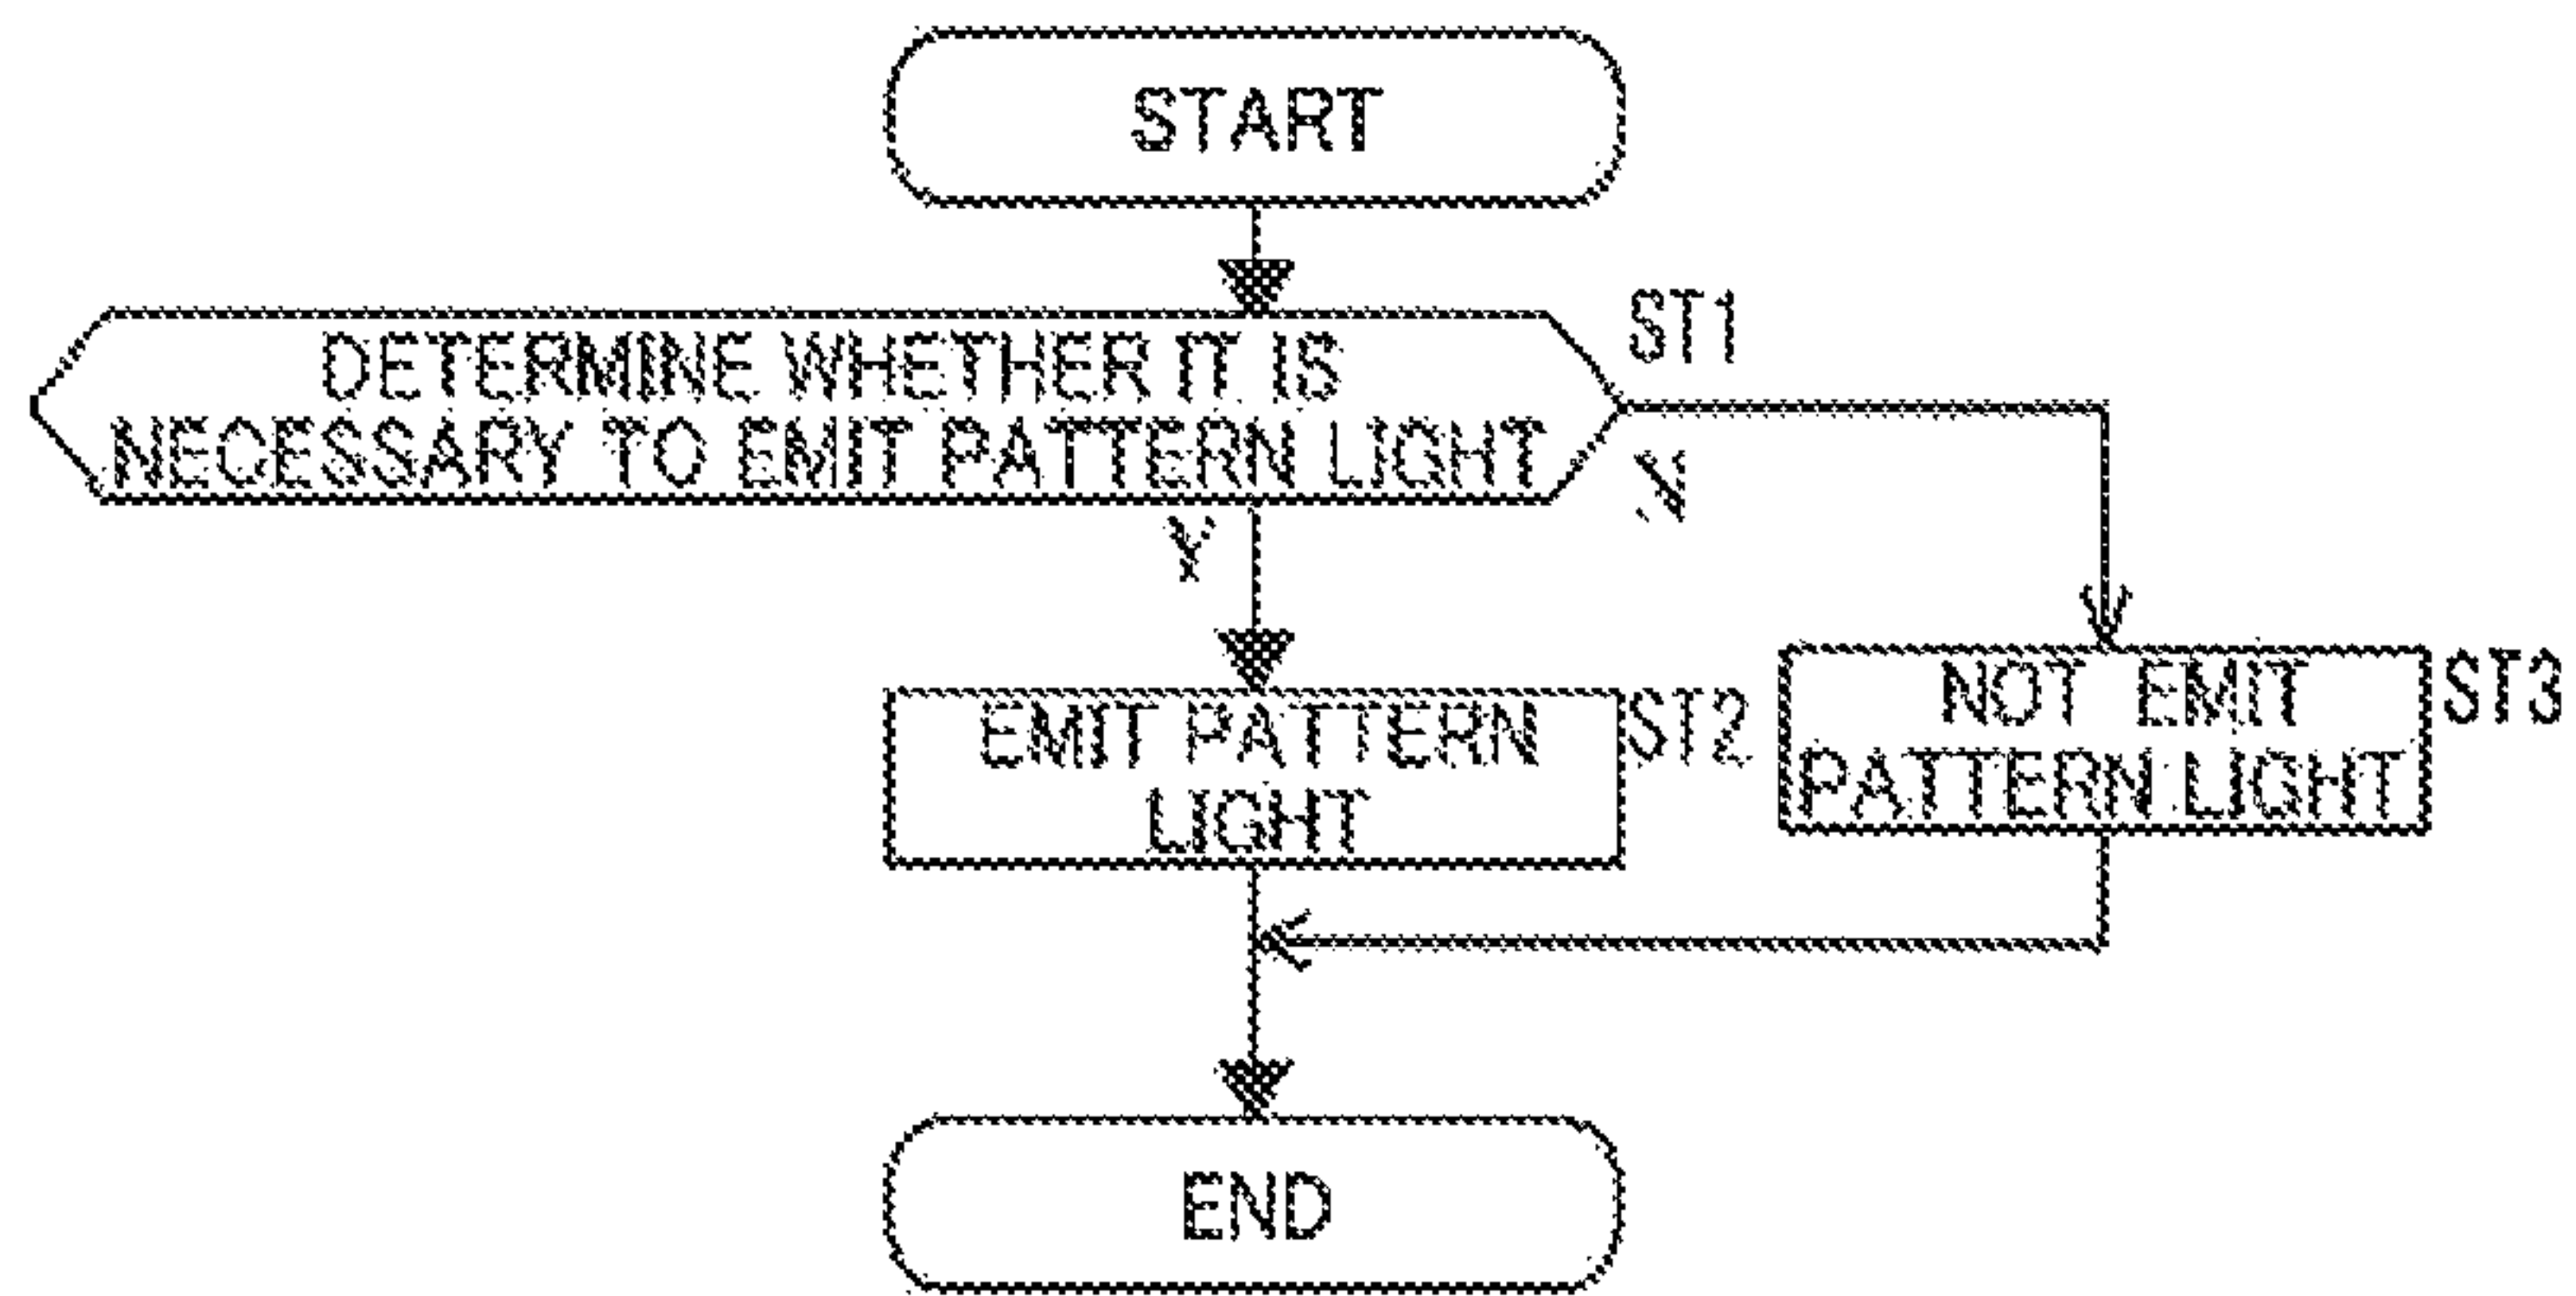 START
DETERMINE WHETHER IT IS
NECESSARY TO EMIT PATTERN LIGHT
ST1
N
Y
EMIT PATTERN
LIGHT
ST2
NOT EMIT
PATTERN LIGHT
ST3
END